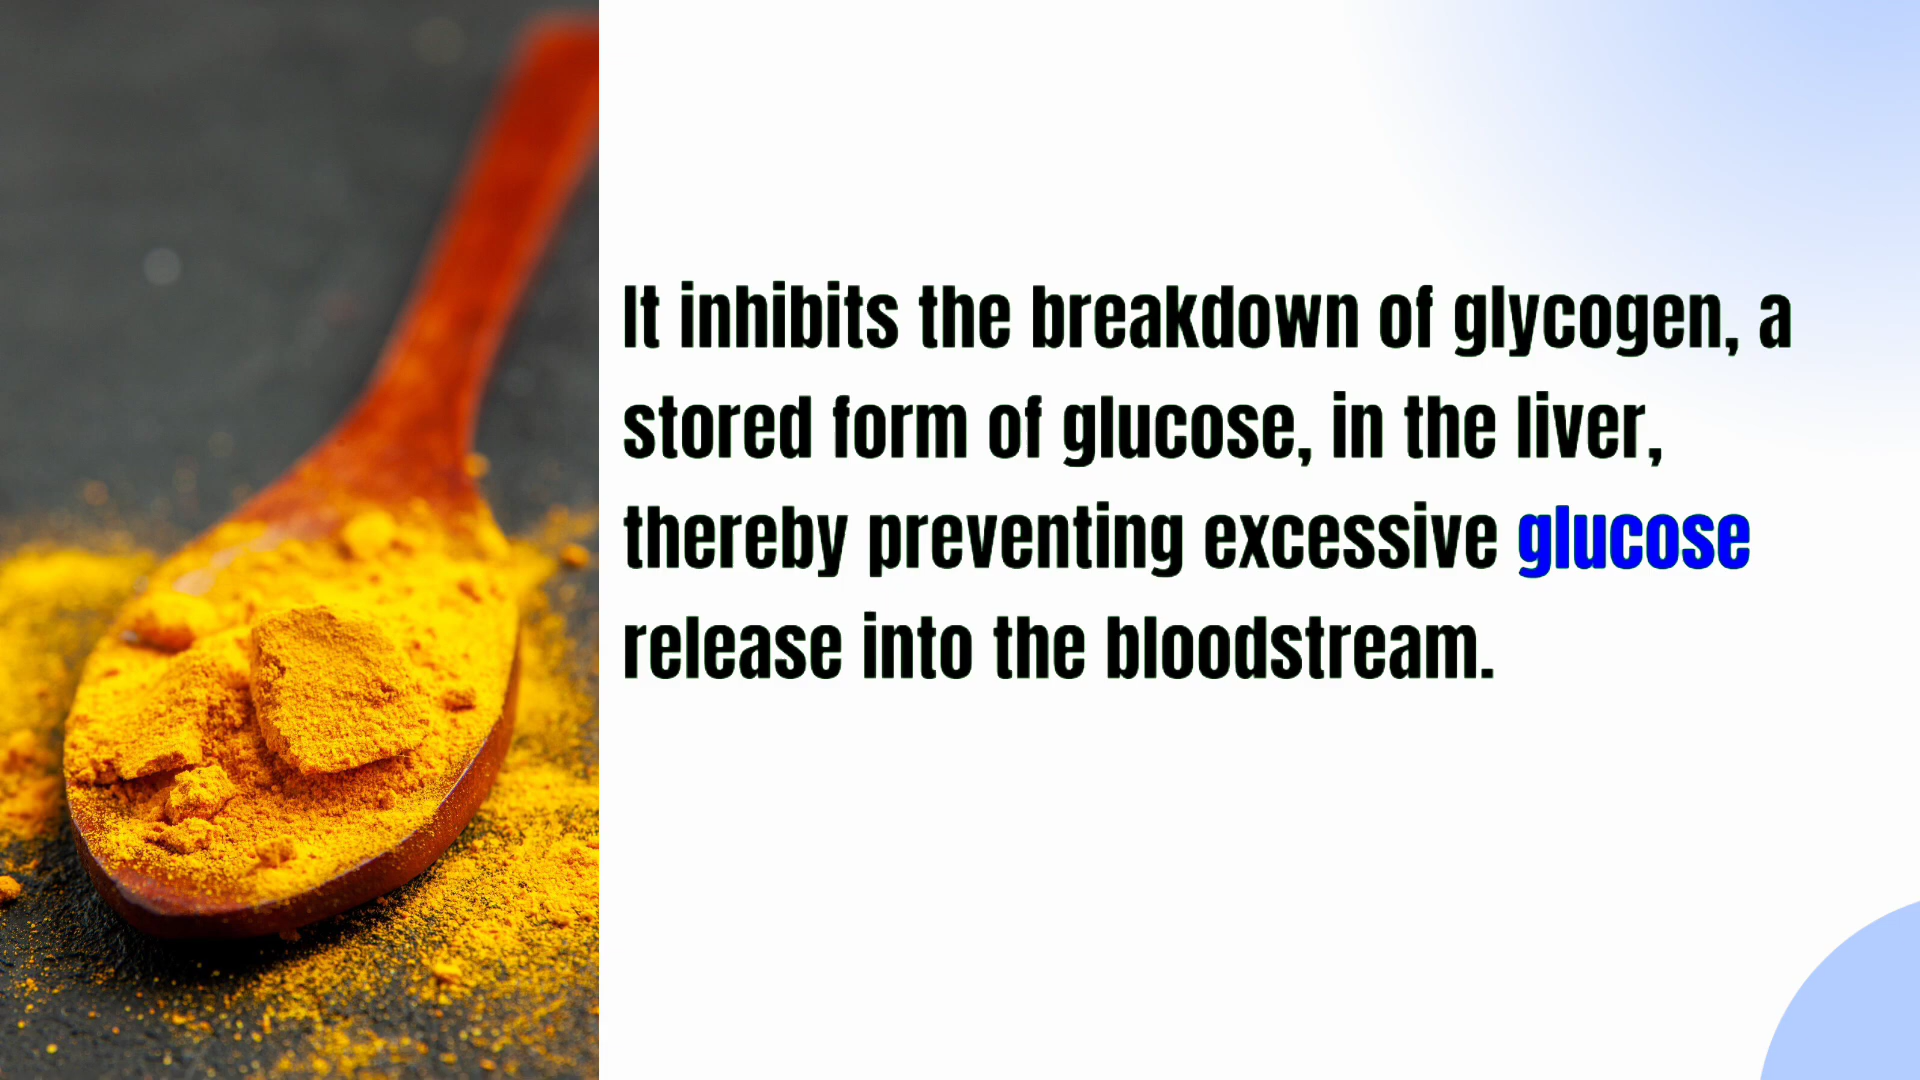 It inhibits the breakdown of glycogen, a
stored form of glucose, in the liver,
thereby preventing excessive glucose
release into the bloodstream.